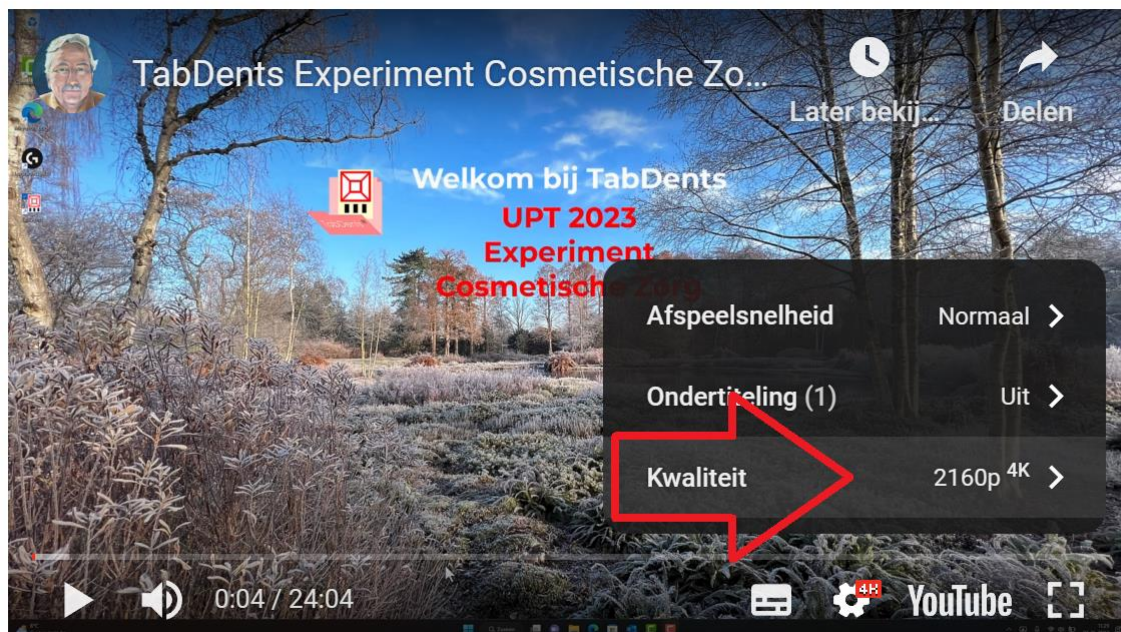 TabDents Experiment Cosmetische Zo...
Later bekij...
Delen
Welkom bij TabDents
UPT 2023
Experiment
Cosmetisch Zorg
Afspeelsnelheid Normaal
Ondertiteling (1) Uit
Kwaliteit 2160p 4K
0:04 / 24:04
4K
YouTube